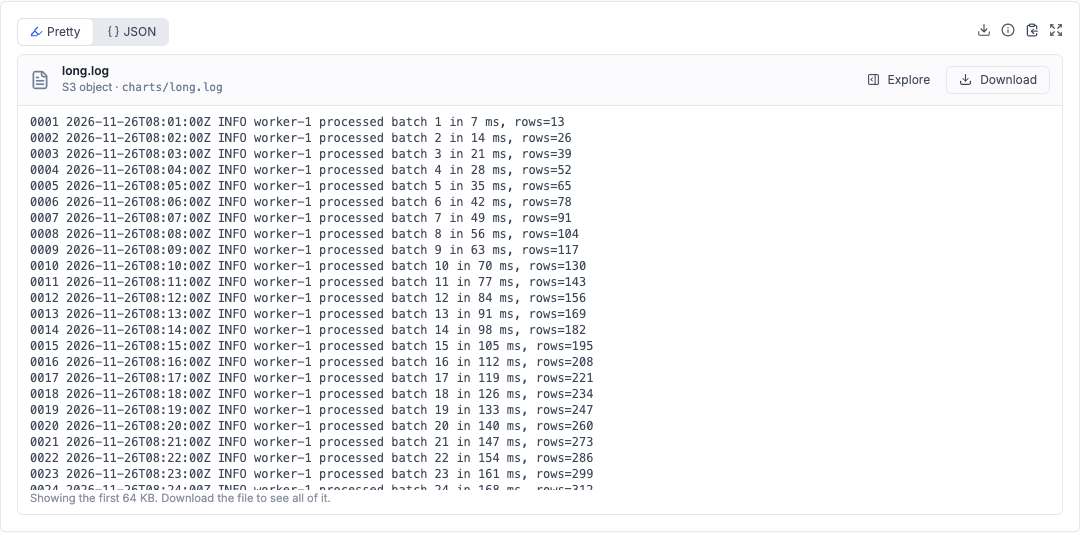 Pretty
{ } JSON
long.log
S3 object · charts/long.log
Explore
Download
0001 2026-11-26T08:01:00Z INFO worker-1 processed batch 1 in 7 ms, rows=13
0002 2026-11-26T08:02:00Z INFO worker-1 processed batch 2 in 14 ms, rows=26
0003 2026-11-26T08:03:00Z INFO worker-1 processed batch 3 in 21 ms, rows=39
0004 2026-11-26T08:04:00Z INFO worker-1 processed batch 4 in 28 ms, rows=52
0005 2026-11-26T08:05:00Z INFO worker-1 processed batch 5 in 35 ms, rows=65
0006 2026-11-26T08:06:00Z INFO worker-1 processed batch 6 in 42 ms, rows=78
0007 2026-11-26T08:07:00Z INFO worker-1 processed batch 7 in 49 ms, rows=91
0008 2026-11-26T08:08:00Z INFO worker-1 processed batch 8 in 56 ms, rows=104
0009 2026-11-26T08:09:00Z INFO worker-1 processed batch 9 in 63 ms, rows=117
0010 2026-11-26T08:10:00Z INFO worker-1 processed batch 10 in 70 ms, rows=130
0011 2026-11-26T08:11:00Z INFO worker-1 processed batch 11 in 77 ms, rows=143
0012 2026-11-26T08:12:00Z INFO worker-1 processed batch 12 in 84 ms, rows=156
0013 2026-11-26T08:13:00Z INFO worker-1 processed batch 13 in 91 ms, rows=169
0014 2026-11-26T08:14:00Z INFO worker-1 processed batch 14 in 98 ms, rows=182
0015 2026-11-26T08:15:00Z INFO worker-1 processed batch 15 in 105 ms, rows=195
0016 2026-11-26T08:16:00Z INFO worker-1 processed batch 16 in 112 ms, rows=208
0017 2026-11-26T08:17:00Z INFO worker-1 processed batch 17 in 119 ms, rows=221
0018 2026-11-26T08:18:00Z INFO worker-1 processed batch 18 in 126 ms, rows=234
0019 2026-11-26T08:19:00Z INFO worker-1 processed batch 19 in 133 ms, rows=247
0020 2026-11-26T08:20:00Z INFO worker-1 processed batch 20 in 140 ms, rows=260
0021 2026-11-26T08:21:00Z INFO worker-1 processed batch 21 in 147 ms, rows=273
0022 2026-11-26T08:22:00Z INFO worker-1 processed batch 22 in 154 ms, rows=286
0023 2026-11-26T08:23:00Z INFO worker-1 processed batch 23 in 161 ms, rows=299
0024 2026-11-26T08:24:00Z INFO worker-1 processed batch 24 in 168 ms, rows=312
Showing the first 64 KB. Download the file to see all of it.